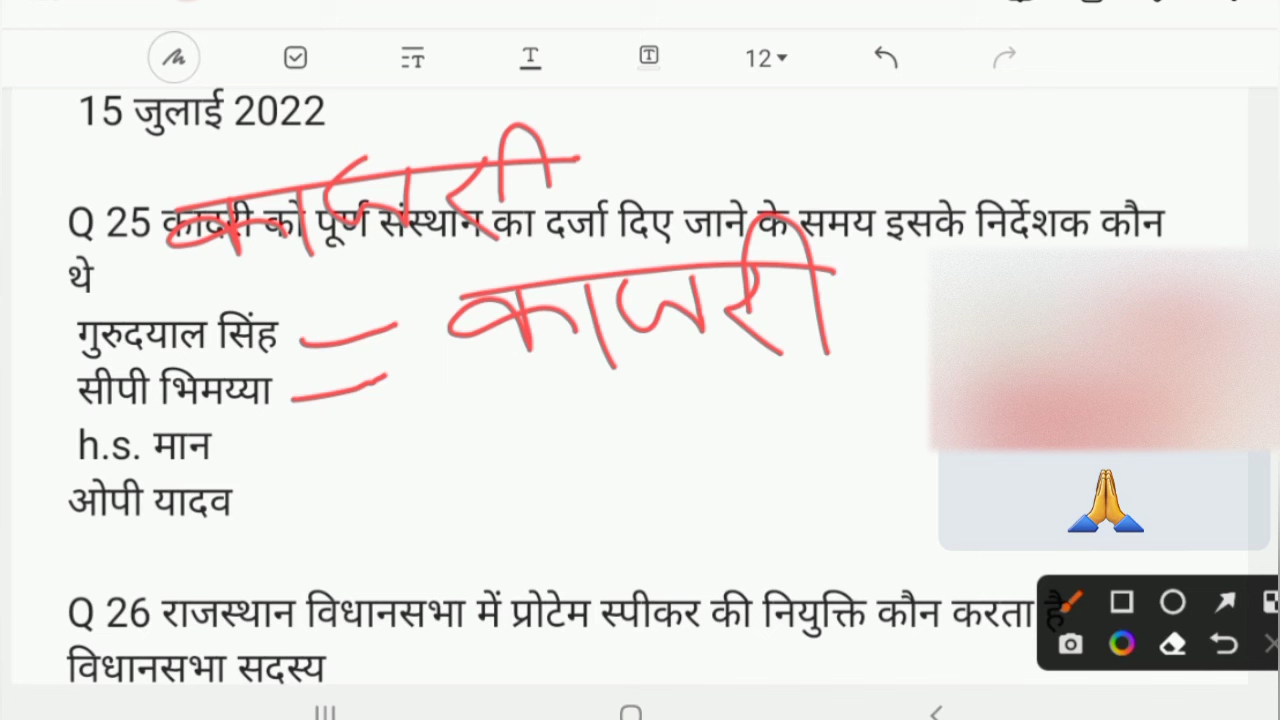 12
15 जुलाई 2022
काजरी
Q 25 कादरी को पूर्ण संस्थान का दर्जा दिए जाने के समय इसके निर्देशक कौन
थे
काजरी
गुरुदयाल सिंह
सीपी भिमय्या
h.s. मान
ओपी यादव
Q 26 राजस्थान विधानसभा में प्रोटेम स्पीकर की नियुक्ति कौन करता है
विधानसभा सदस्य